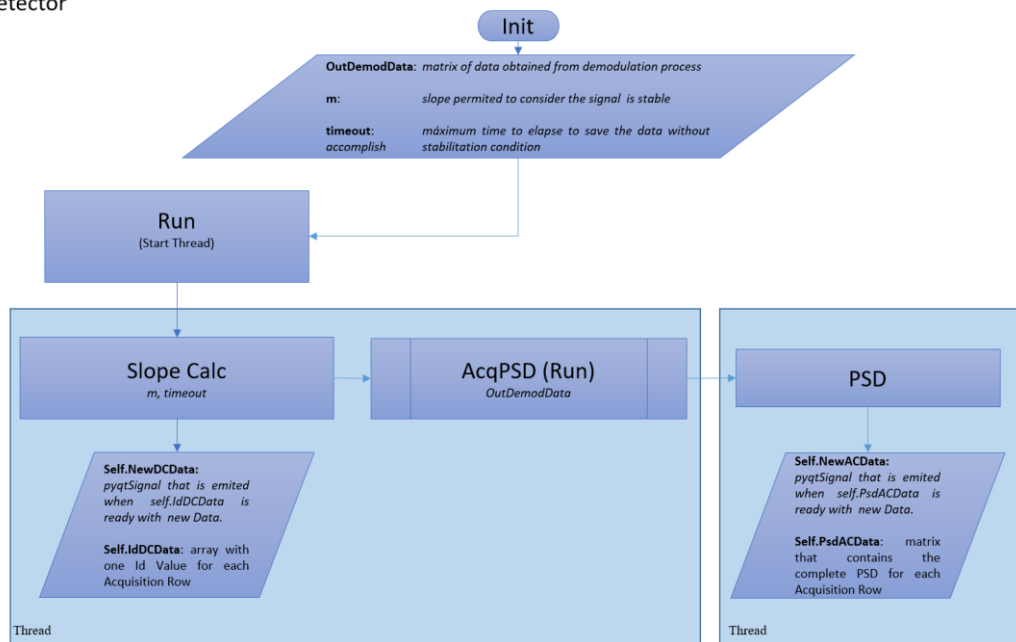 Init
OutDemodData: matrix of data obtained from demodulation process
m: slope permited to consider the signal is stable
timeout: máximum time to elapse to save the data without
accomplish stabilitation condition
Run
(Start Thread)
Slope Calc
m, timeout
AcqPSD (Run)
OutDemodData
PSD
Self.NewDCData:
pyqtSignal that is emited
when self.IdDCData is
ready with new Data.
Self.IdDCData: array with
one Id Value for each
Acquisition Row
Self.NewACData:
pyqtSignal that is emited
when self.PsdACData is
ready with new Data.
Self.PsdACData: matrix
that contains the
complete PSD for each
Acquisition Row
Thread
Thread